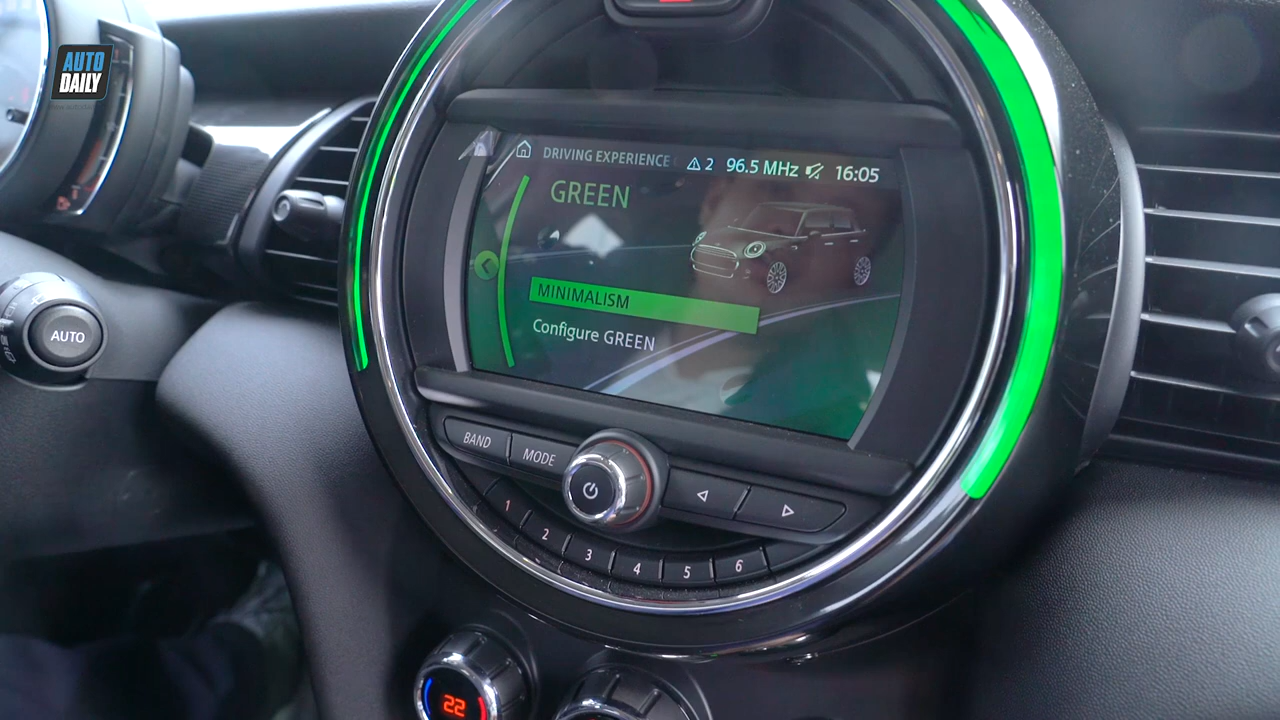 AUTO
DAILY
DRIVING EXPERIENCE
2 96.5 MHz 16:05
GREEN
MINIMALISM
Configure GREEN
AUTO
BAND
MODE
1
2
3
4
5
6
22